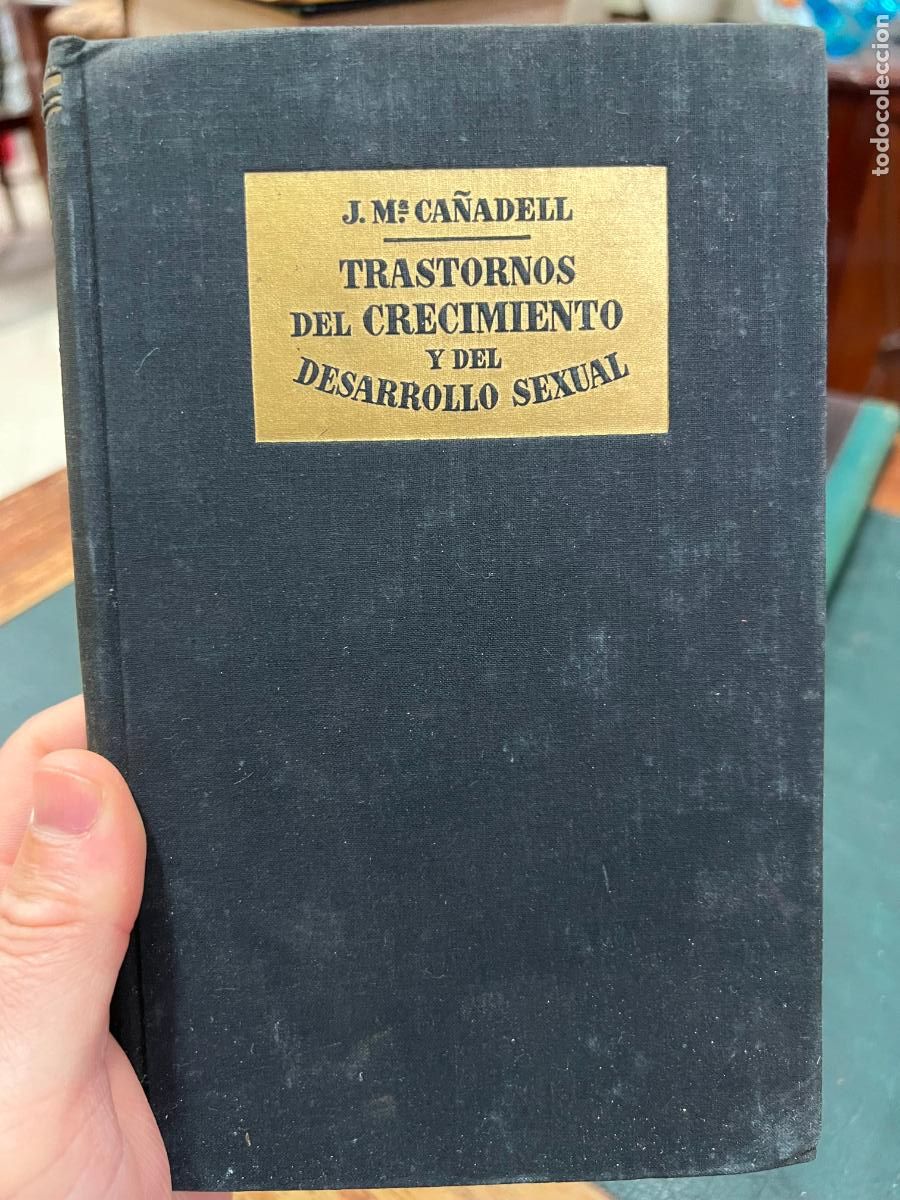 J. Mª CAÑADELL
TRASTORNOS
DEL CRECIMIENTO
Y DEL
DESARROLLO SEXUAL
todocoleccion